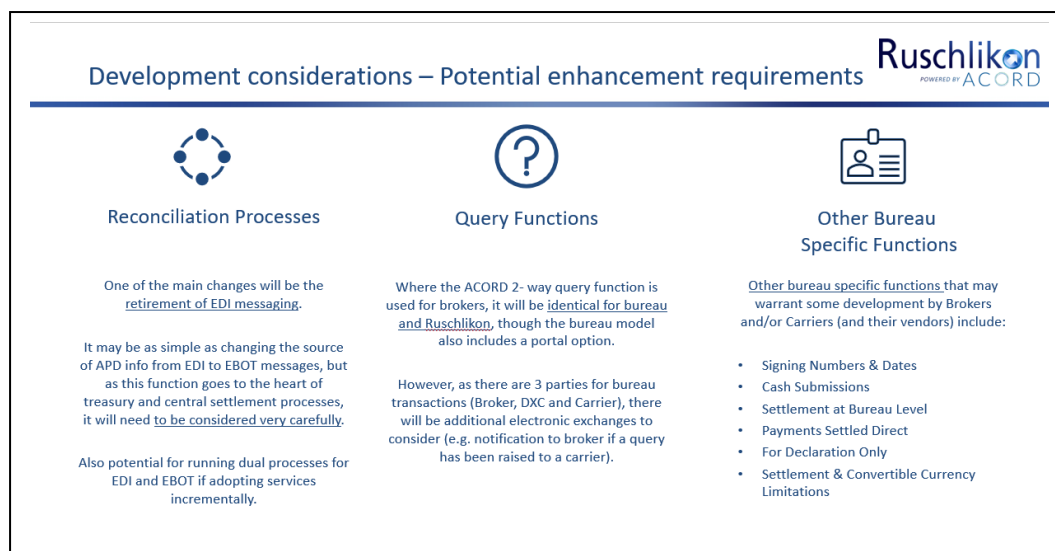 Development considerations – Potential enhancement requirements
Ruschlikon
POWERED BY ACORD
Reconciliation Processes
One of the main changes will be the
retirement of EDI messaging.
It may be as simple as changing the source
of APD info from EDI to EBOT messages, but
as this function goes to the heart of
treasury and central settlement processes,
it will need to be considered very carefully.
Also potential for running dual processes for
EDI and EBOT if adopting services
incrementally.
Query Functions
Where the ACORD 2- way query function is
used for brokers, it will be identical for bureau
and Ruschlikon, though the bureau model
also includes a portal option.
However, as there are 3 parties for bureau
transactions (Broker, DXC and Carrier), there
will be additional electronic exchanges to
consider (e.g. notification to broker if a query
has been raised to a carrier).
Other Bureau
Specific Functions
Other bureau specific functions that may
warrant some development by Brokers
and/or Carriers (and their vendors) include:
• Signing Numbers & Dates
• Cash Submissions
• Settlement at Bureau Level
• Payments Settled Direct
• For Declaration Only
• Settlement & Convertible Currency
Limitations